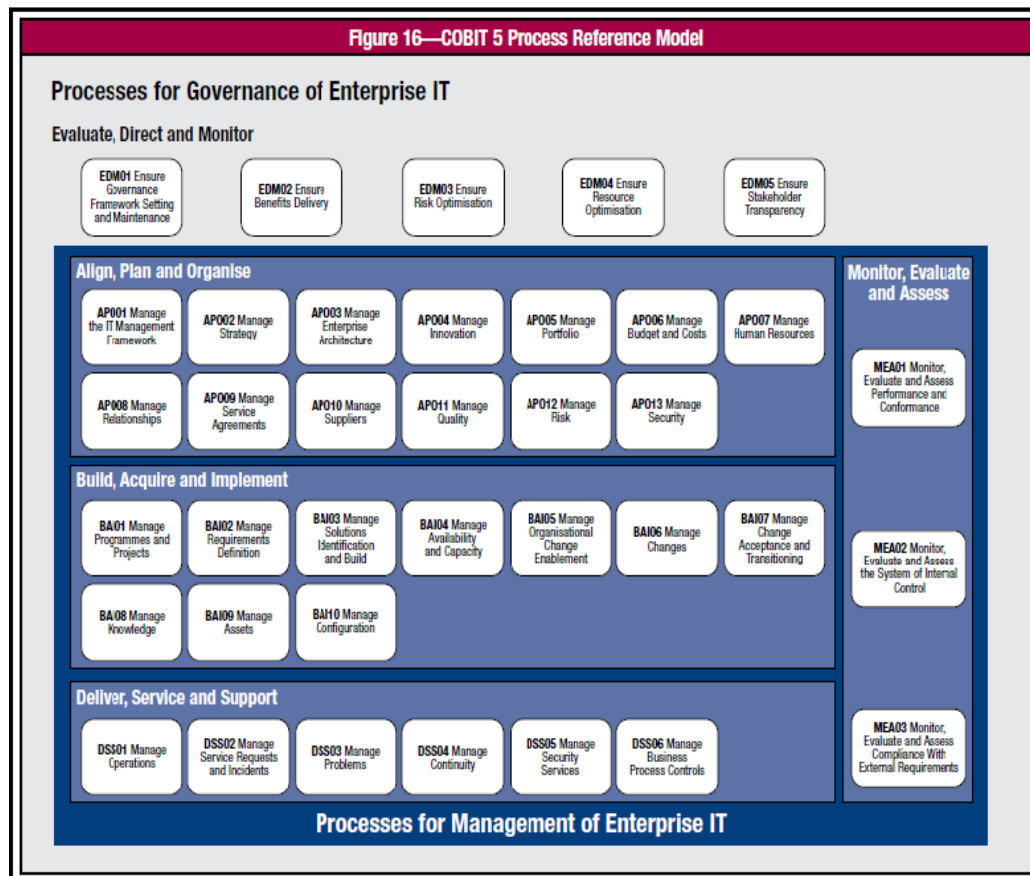 Figure 16—COBIT 5 Process Reference Model
Processes for Governance of Enterprise IT
Evaluate, Direct and Monitor
EDM01 Ensure
Governance
Framework Setting
and Maintenance
EDM02 Ensure
Benefits Delivery
EDM03 Ensure
Risk Optimisation
EDM04 Ensure
Resource
Optimisation
EDM05 Ensure
Stakeholder
Transparency
Align, Plan and Organise
APO01 Manage
the IT Management
Framework
APO02 Manage
Strategy
APO03 Manage
Enterprise
Architecture
APO04 Manage
Innovation
APO05 Manage
Portfolio
APO06 Manage
Budget and Costs
APO07 Manage
Human Resources
APO08 Manage
Relationships
APO09 Manage
Service
Agreements
APO10 Manage
Suppliers
APO11 Manage
Quality
APO12 Manage
Risk
APO13 Manage
Security
Build, Acquire and Implement
BAI01 Manage
Programmes and
Projects
BAI02 Manage
Requirements
Definition
BAI03 Manage
Solutions
Identification
and Build
BAI04 Manage
Availability
and Capacity
BAI05 Manage
Organisational
Change
Enablement
BAI06 Manage
Changes
BAI07 Manage
Change
Acceptance and
Transitioning
BAI08 Manage
Knowledge
BAI09 Manage
Assets
BAI10 Manage
Configuration
Deliver, Service and Support
DSS01 Manage
Operations
DSS02 Manage
Service Requests
and Incidents
DSS03 Manage
Problems
DSS04 Manage
Continuity
DSS05 Manage
Security
Services
DSS06 Manage
Business
Process Controls
Monitor, Evaluate
and Assess
MEA01 Monitor,
Evaluate and Assess
Performance and
Conformance
MEA02 Monitor,
Evaluate and Assess
the System of Internal
Control
MEA03 Monitor,
Evaluate and Assess
Compliance With
External Requirements
Processes for Management of Enterprise IT